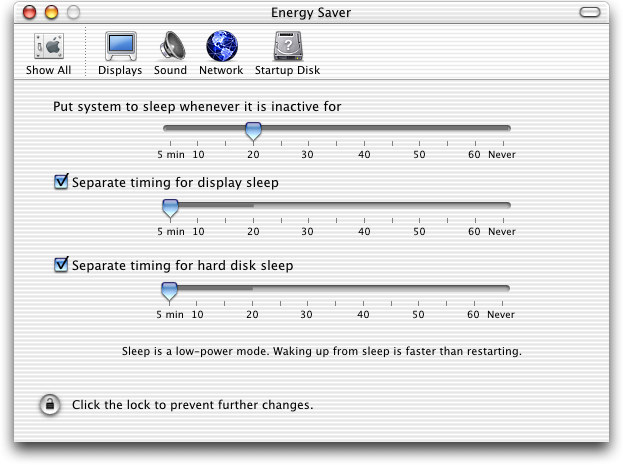 Energy Saver
Show All Displays Sound Network Startup Disk
Put system to sleep whenever it is inactive for
5 min 10 20 30 40 60 Never
Separate timing for display sleep
5 min 10 20 30 40 60 Never
Separate timing for hard disk sleep
5 min 10 20 30 40 60 Never
Sleep is a low-power mode. Waking up from sleep is faster than restarting.
Click the lock to prevent further changes.